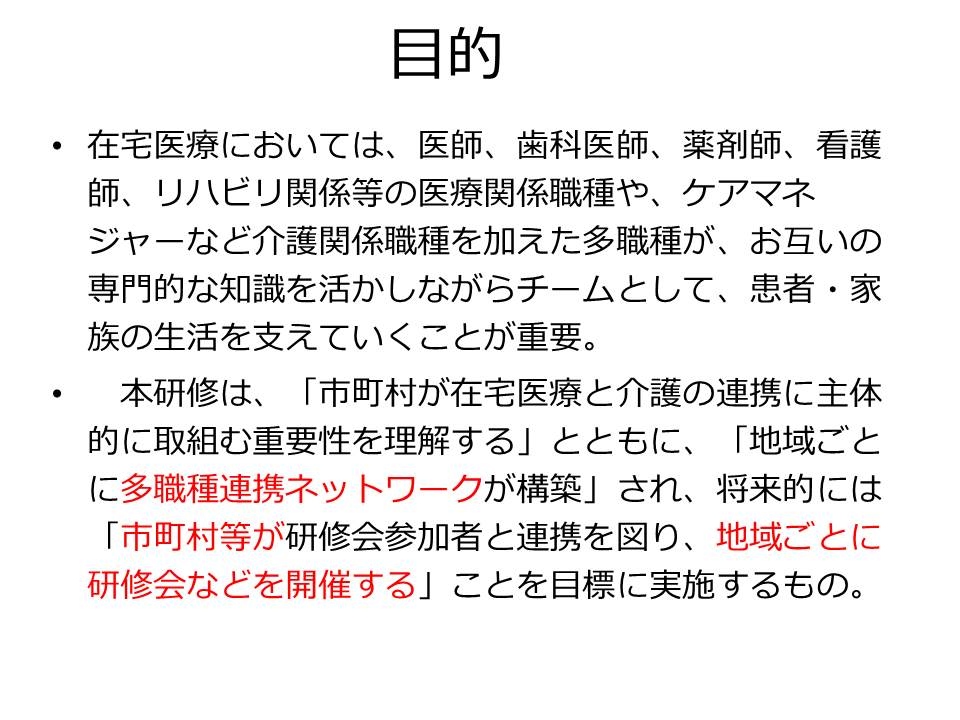 目的
• 在宅医療においては、医師、歯科医師、薬剤師、看護
師、リハビリ関係等の医療関係職種や、ケアマネ
ジャーなど介護関係職種を加えた多職種が、お互いの
専門的な知識を活かしながらチームとして、患者・家
族の生活を支えていくことが重要。
• 　本研修は、「市町村が在宅医療と介護の連携に主体
的に取組む重要性を理解する」とともに、「地域ごと
に多職種連携ネットワークが構築」され、将来的には
「市町村等が研修会参加者と連携を図り、地域ごとに
研修会などを開催する」ことを目標に実施するもの。